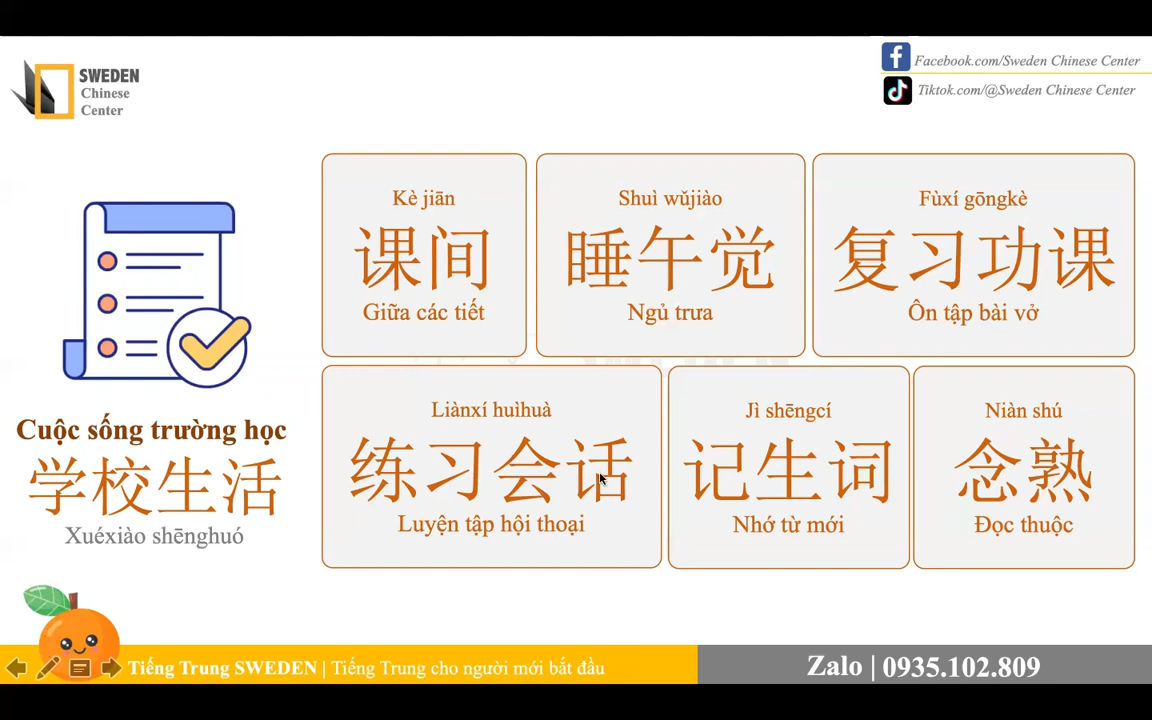 SWEDEN
Chinese
Center
Facebook.com/Sweden Chinese Center
Tiktok.com/@Sweden Chinese Center
Kè jiān
课间
Giữa các tiết
Shuì wǔjiào
睡午觉
Ngủ trưa
Fùxí gōngkè
复习功课
Ôn tập bài vở
Cuộc sống trường học
学校生活
Xuéxiào shēnghuó
Liànxí huìhuà
练习会话
Luyện tập hội thoại
Jì shēngcí
记生词
Nhớ từ mới
Niàn shú
念熟
Đọc thuộc
Tiếng Trung SWEDEN | Tiếng Trung cho người mới bắt đầu
Zalo | 0935.102.809